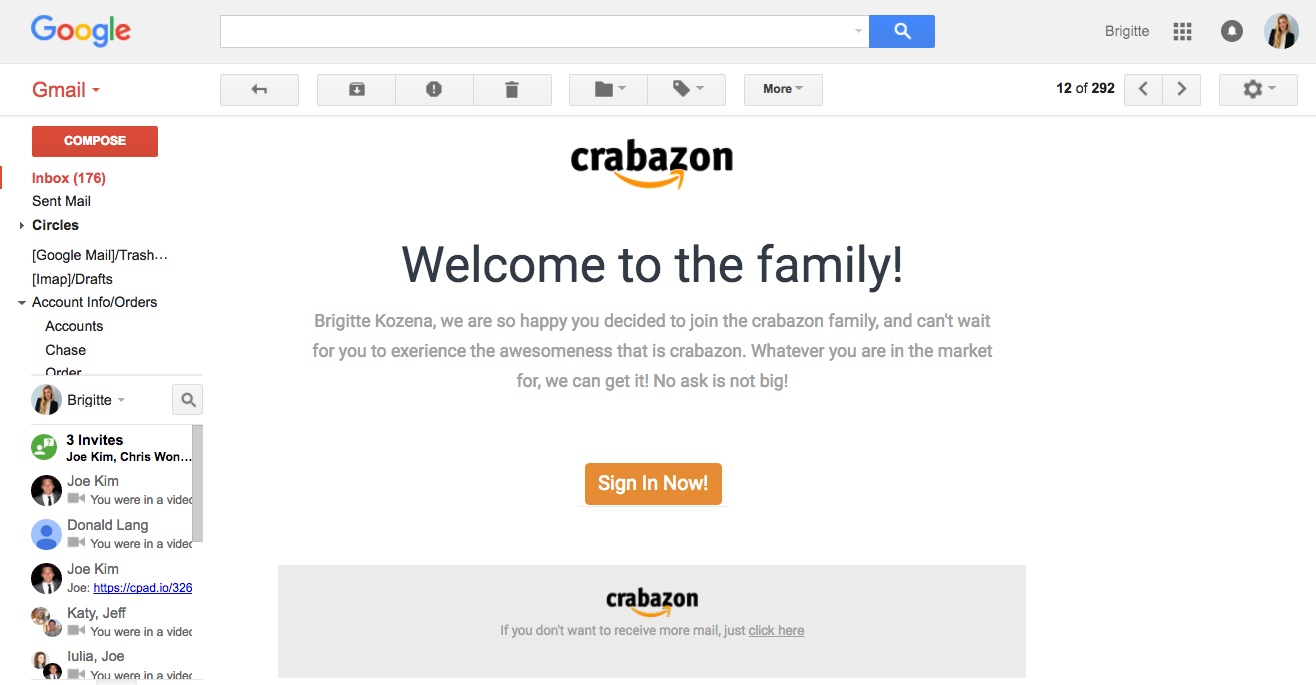 Google
Brigitte
Gmail
More
12 of 292
COMPOSE
Inbox (176)
Sent Mail
Circles
[Google Mail]/Trash…
[Imap]/Drafts
Account Info/Orders
Accounts
Chase
Order
Brigitte
3 Invites
Joe Kim, Chris Won…
Joe Kim
You were in a video
Donald Lang
You were in a video
Joe Kim
Joe: https://cpad.io/326
Katy, Jeff
You were in a video
Iulia, Joe
You were in a video
crabazon
Welcome to the family!
Brigitte Kozena, we are so happy you decided to join the crabazon family, and can't wait
for you to exerience the awesomeness that is crabazon. Whatever you are in the market
for, we can get it! No ask is not big!
Sign In Now!
crabazon
If you don't want to receive more mail, just click here